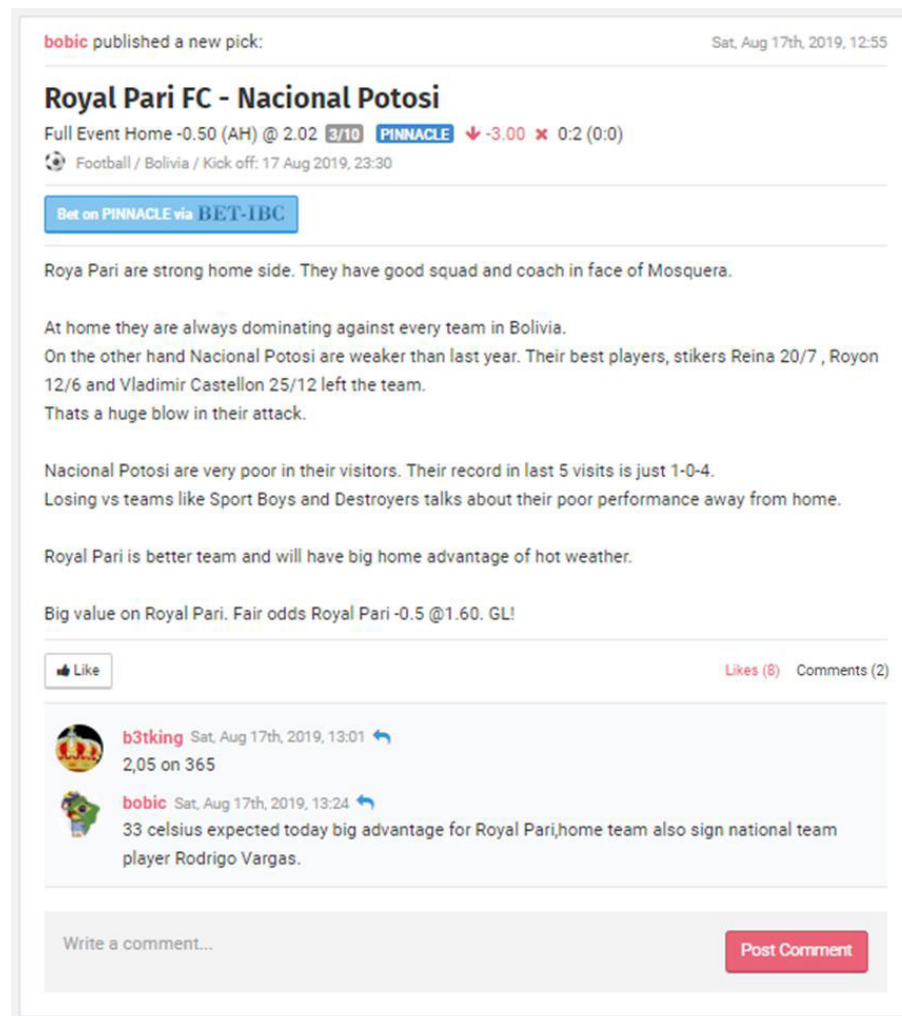 bobic published a new pick:
Sat, Aug 17th, 2019, 12:55
Royal Pari FC - Nacional Potosi
Full Event Home -0.50 (AH) @ 2.02 3/10 PINNACLE -3.00 0:2 (0:0)
Football / Bolivia / Kick off: 17 Aug 2019, 23:30
Bet on PINNACLE via BET-IBC
Roya Pari are strong home side. They have good squad and coach in face of Mosquera.
At home they are always dominating against every team in Bolivia.
On the other hand Nacional Potosi are weaker than last year. Their best players, stikers Reina 20/7 , Royon
12/6 and Vladimir Castellon 25/12 left the team.
Thats a huge blow in their attack.
Nacional Potosi are very poor in their visitors. Their record in last 5 visits is just 1-0-4.
Losing vs teams like Sport Boys and Destroyers talks about their poor performance away from home.
Royal Pari is better team and will have big home advantage of hot weather.
Big value on Royal Pari. Fair odds Royal Pari -0.5 @1.60. GL!
Like
Likes (8) Comments (2)
b3tking Sat, Aug 17th, 2019, 13:01
2,05 on 365
bobic Sat, Aug 17th, 2019, 13:24
33 celsius expected today big advantage for Royal Pari,home team also sign national team
player Rodrigo Vargas.
Write a comment...
Post Comment